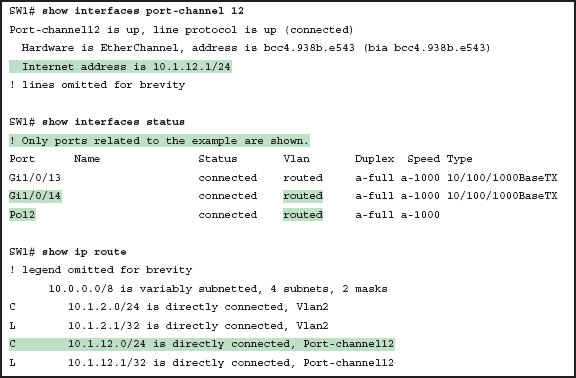 SW1# show interfaces port-channel 12
Port-channel12 is up, line protocol is up (connected)
  Hardware is EtherChannel, address is bcc4.938b.e543 (bia bcc4.938b.e543)
  Internet address is 10.1.12.1/24
! lines omitted for brevity

SW1# show interfaces status
! Only ports related to the example are shown.
Port      Name               Status       Vlan       Duplex  Speed Type
Gi1/0/13                     connected    routed     a-full a-1000 10/100/1000BaseTX
Gi1/0/14                     connected    routed     a-full a-1000 10/100/1000BaseTX
Po12                         connected    routed     a-full a-1000

SW1# show ip route
! legend omitted for brevity
      10.0.0.0/8 is variably subnetted, 4 subnets, 2 masks
C        10.1.2.0/24 is directly connected, Vlan2
L        10.1.2.1/32 is directly connected, Vlan2
C        10.1.12.0/24 is directly connected, Port-channel12
L        10.1.12.1/32 is directly connected, Port-channel12